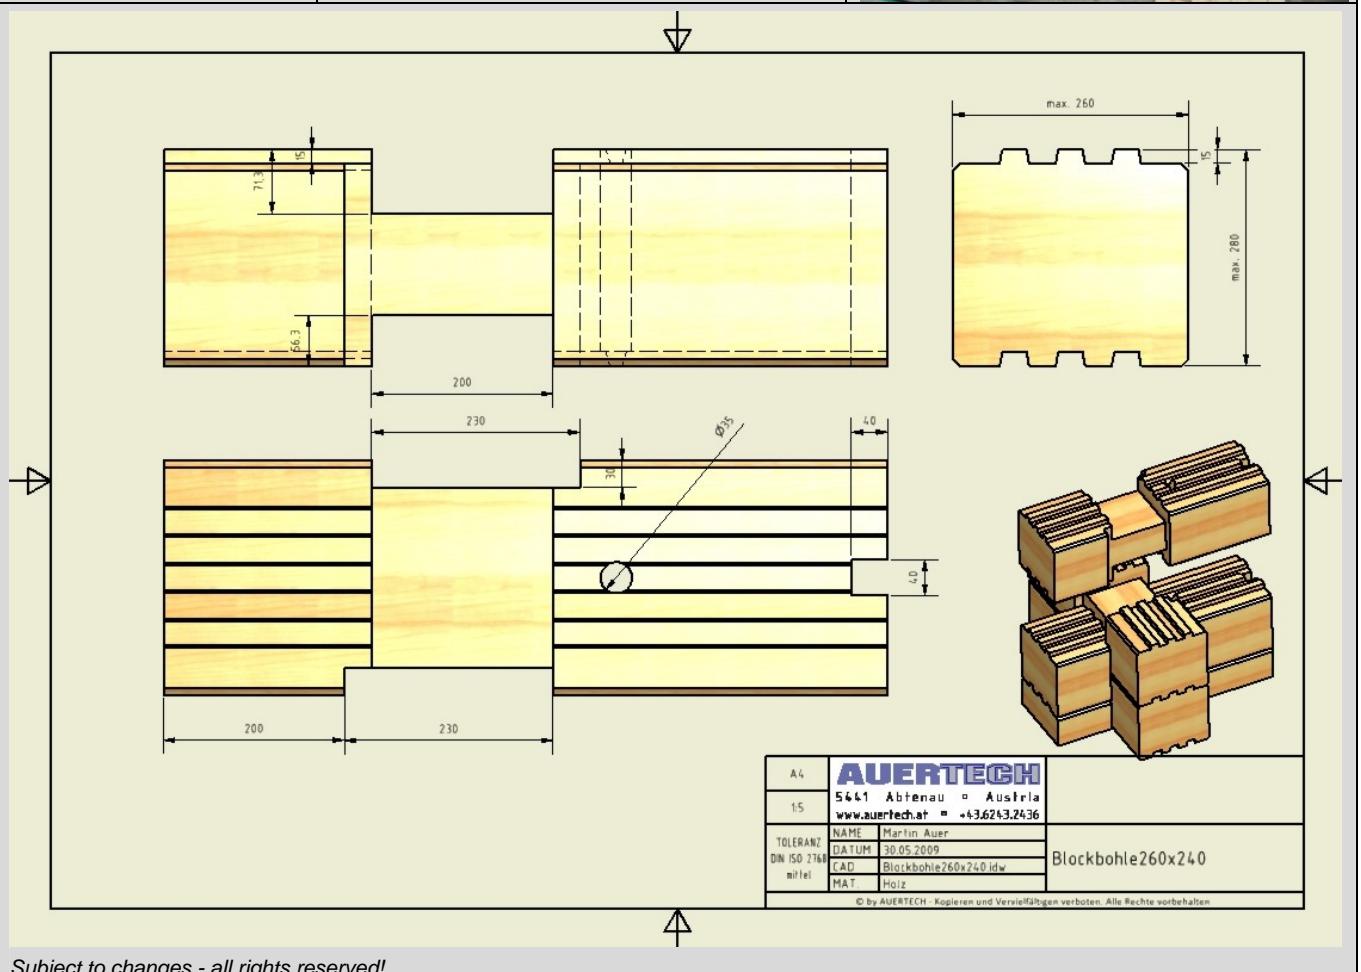 max. 260
15
15
71.3
max. 280
56.3
200
230
Ø35
40
30
40
200
230
A4
AUERTECH
5441 Abtenau ▫ Austria
1:5
www.auertech.at ▫ +43.6243.2436
TOLERANZ
DIN ISO 2768
mittel
NAME Martin Auer
DATUM 30.05.2009
CAD Blockbohle260x240.idw
MAT. Holz
Blockbohle260x240
© by AUERTECH - Kopieren und Vervielfältigen verboten. Alle Rechte vorbehalten
Subject to changes - all rights reserved!